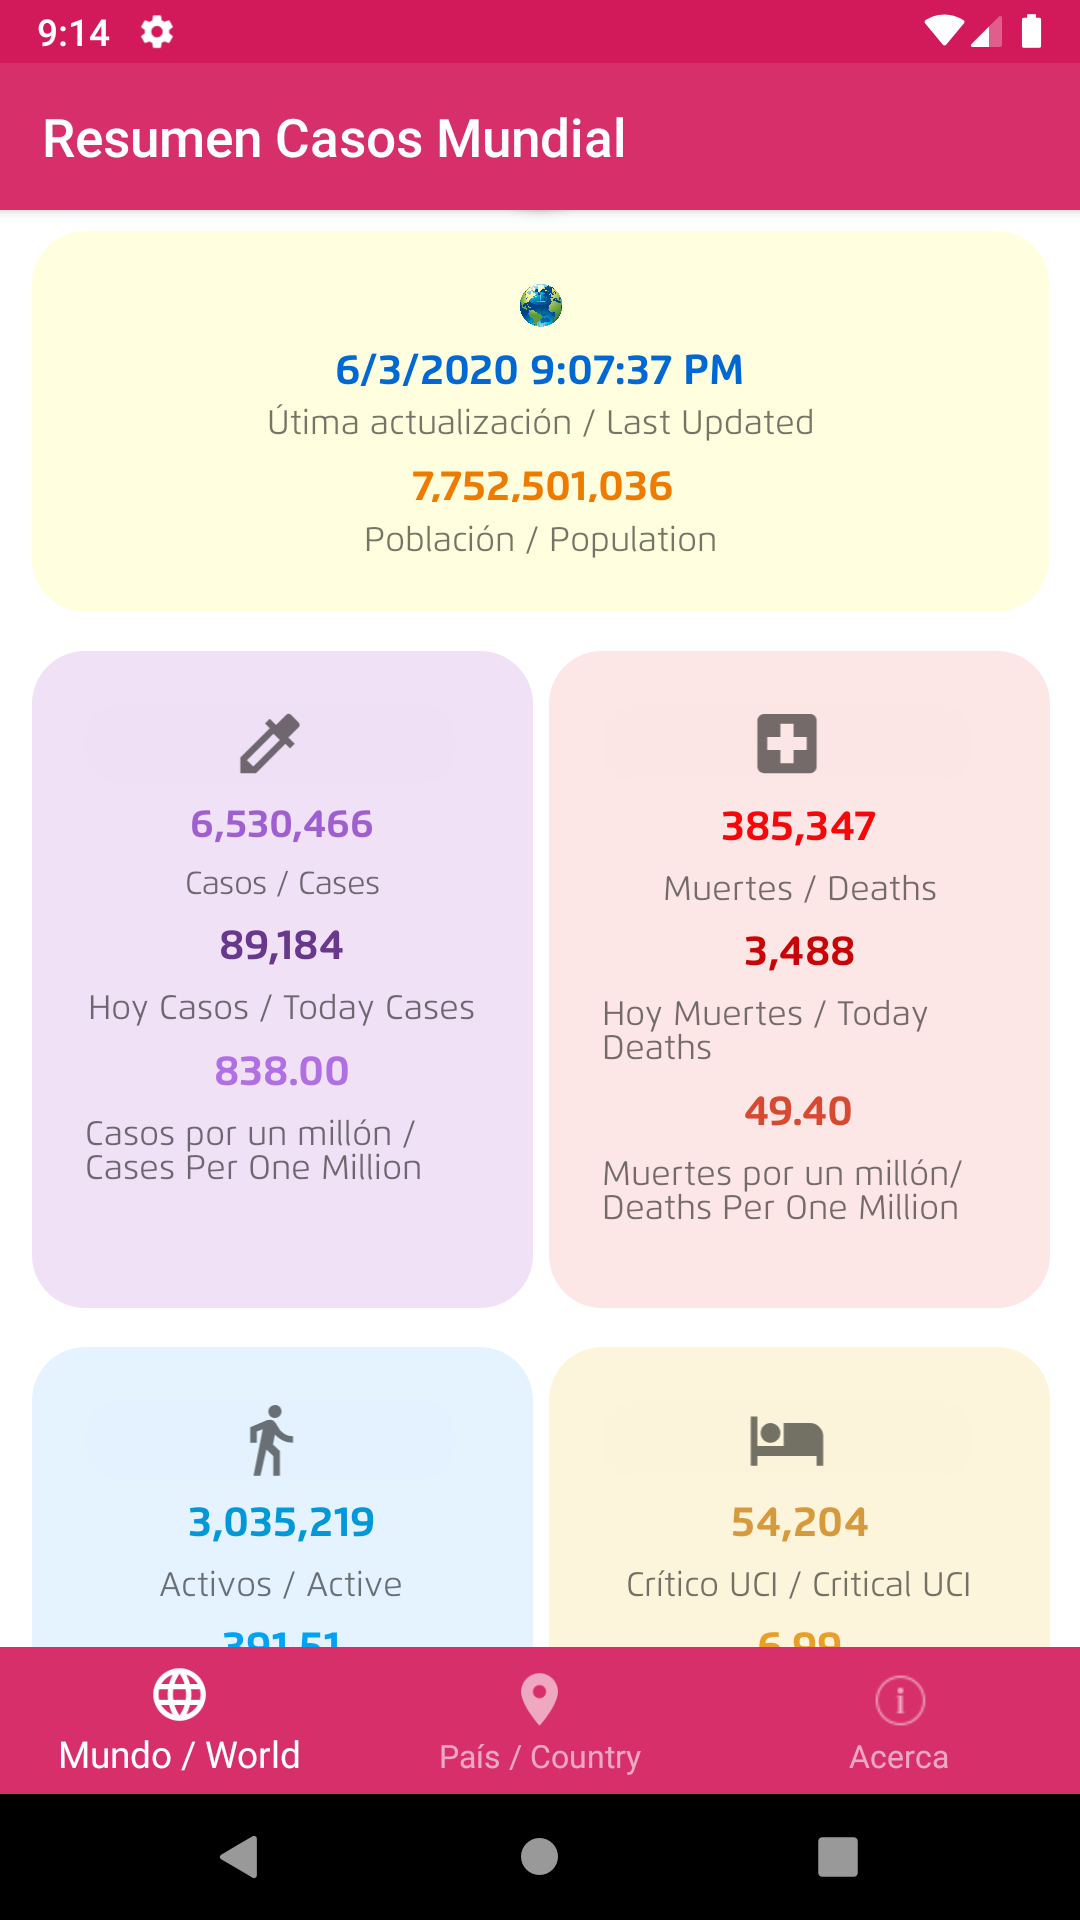 9:14
Resumen Casos Mundial
6/3/2020 9:07:37 PM
Útima actualización / Last Updated
7,752,501,036
Población / Population
6,530,466
Casos / Cases
89,184
Hoy Casos / Today Cases
838.00
Casos por un millón /
Cases Per One Million
385,347
Muertes / Deaths
3,488
Hoy Muertes / Today
Deaths
49.40
Muertes por un millón/
Deaths Per One Million
3,035,219
Activos / Active
391.51
54,204
Crítico UCI / Critical UCI
6.99
Mundo / World
País / Country
Acerca